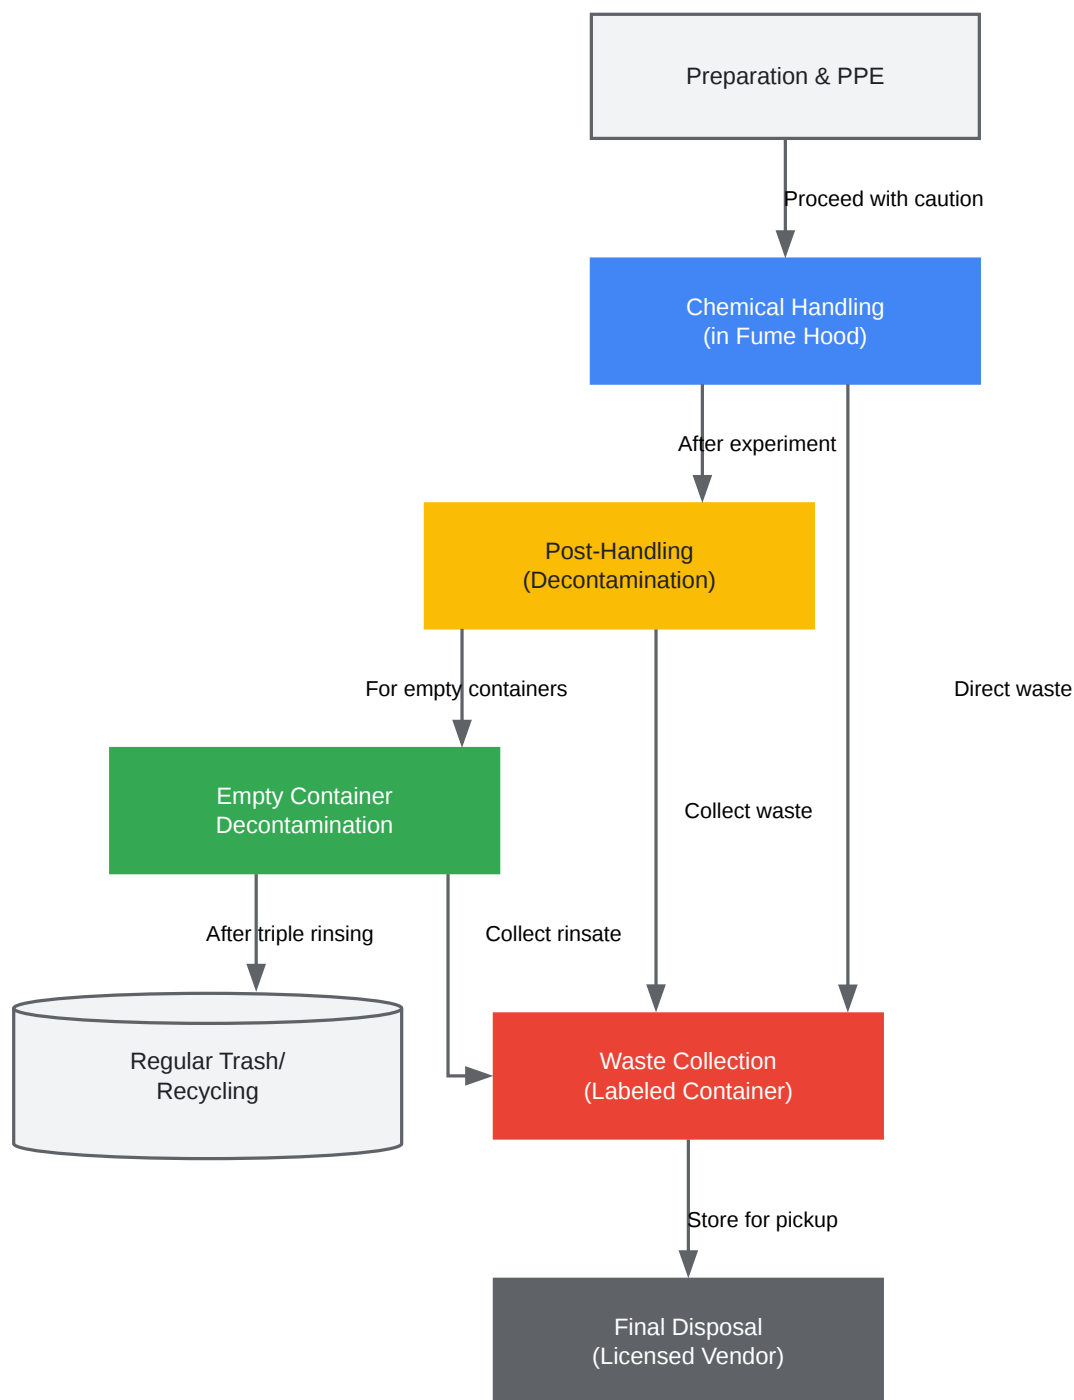 Preparation & PPE
Proceed with caution
Chemical Handling
(in Fume Hood)
After experiment
Post-Handling
(Decontamination)
For empty containers
Direct waste
Empty Container
Decontamination
Collect waste
After triple rinsing
Collect rinsate
Regular Trash/
Recycling
Waste Collection
(Labeled Container)
Store for pickup
Final Disposal
(Licensed Vendor)